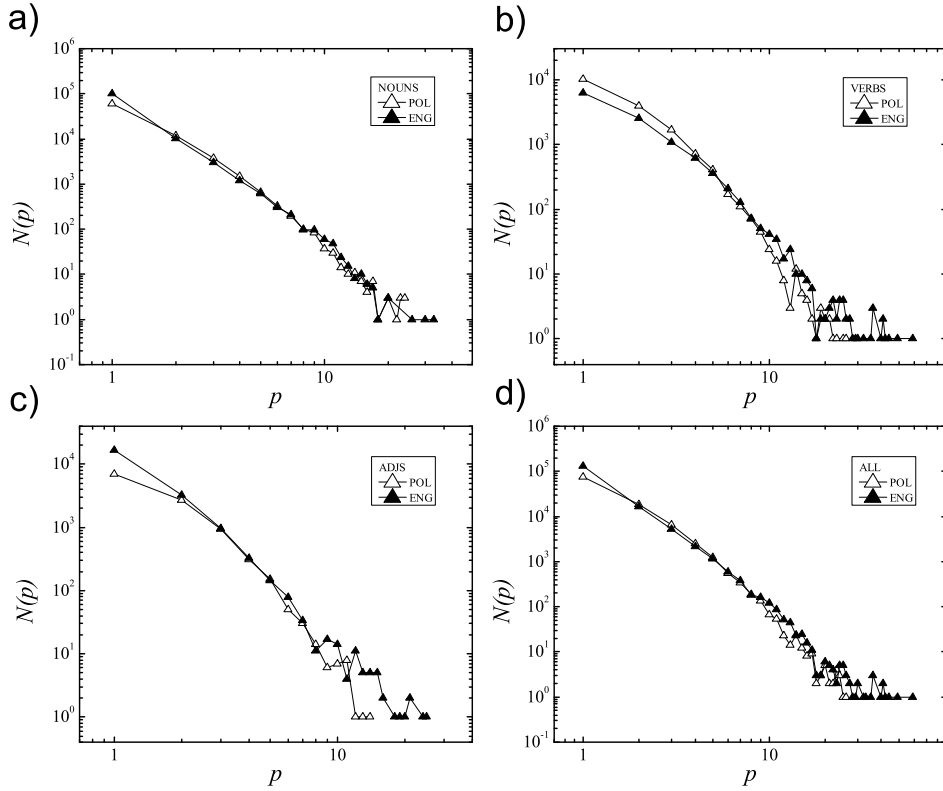 a)
10^6
10^5
10^4
10^3
10^2
10^1
10^0
10^-1
N(p)
NOUNS
POL
ENG
1
10
p
b)
10^4
10^3
10^2
10^1
10^0
N(p)
VERBS
POL
ENG
1
10
p
c)
10^4
10^3
10^2
10^1
10^0
N(p)
ADJS
POL
ENG
1
10
p
d)
10^6
10^5
10^4
10^3
10^2
10^1
10^0
10^-1
N(p)
ALL
POL
ENG
1
10
p